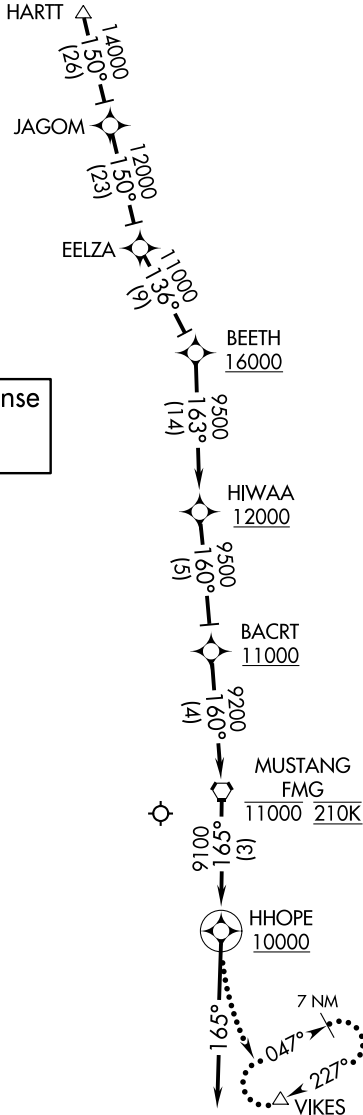 HARTT
14000
150°
(26)
JAGOM
12000
150°
(23)
EELZA
11000
136°
(9)
BEETH
16000
nse
9500
163°
(14)
HIWAA
12000
9500
160°
(5)
BACRT
11000
9200
160°
(4)
MUSTANG
FMG
11000 210K
(3)
165°
9100
HHOPE
10000
165°
7 NM
047°
227°
VIKES